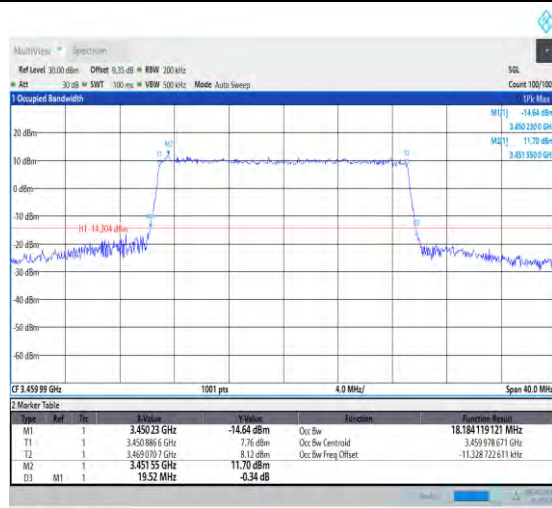 MultiView Spectrum
Ref Level 30.00 dBm Offset 9.35 dB RBW 200 kHz SGL
Att 30 dB SWT 100 ms VBW 500 kHz Mode Auto Sweep Count 100/100
1 Occupied Bandwidth 1Pk Max
M1[1] -14.64 dBm
3.450 230 0 GHz
M2[1] 11.70 dBm
3.451 550 0 GHz
20 dBm
M2
T1 T2
10 dBm
0 dBm
-10 dBm
H1 -14.304 dBm
-20 dBm
-30 dBm
-40 dBm
-50 dBm
-60 dBm
CF 3.459 99 GHz 1001 pts 4.0 MHz/ Span 40.0 MHz
2 Marker Table
Type Ref Trc X-Value Y-Value Function Function Result
M1 1 3.450 23 GHz -14.64 dBm Occ Bw 18.184 119 121 MHz
T1 1 3.450 886 6 GHz 7.76 dBm Occ Bw Centroid 3.459 978 671 GHz
T2 1 3.469 070 7 GHz 8.12 dBm Occ Bw Freq Offset -11.328 722 611 kHz
M2 1 3.451 55 GHz 11.70 dBm
D3 M1 1 19.52 MHz -0.34 dB